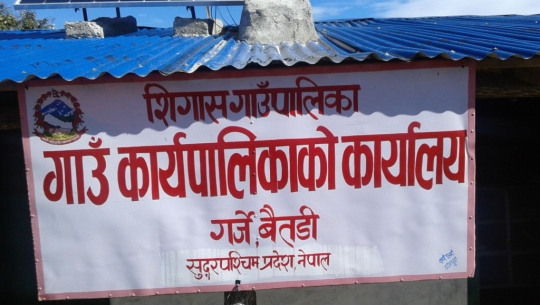 शिगास गाउँपालिका
गाउँ कार्यपालिकाको कार्यालय
गर्जे, बैतडी
सुदूरपश्चिम प्रदेश, नेपाल